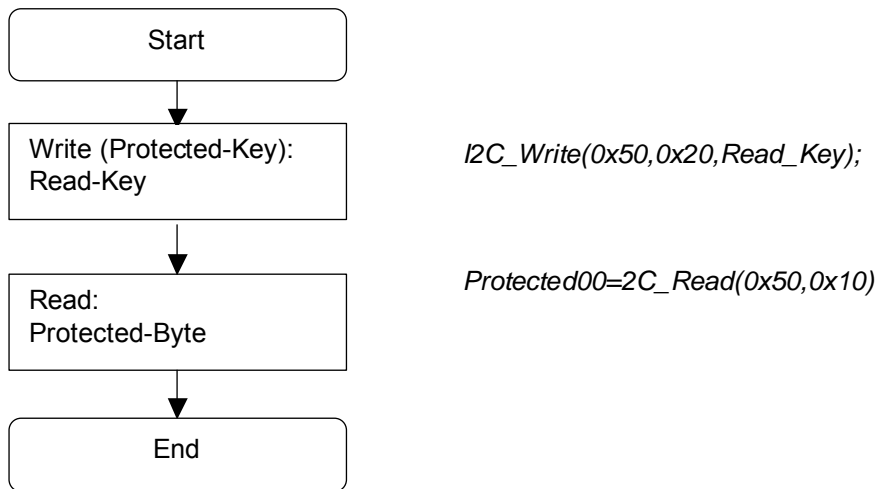 Start
Write (Protected-Key):
Read-Key
I2C_Write(0x50,0x20,Read_Key);
Read:
Protected-Byte
Protected00=2C_Read(0x50,0x10)
End